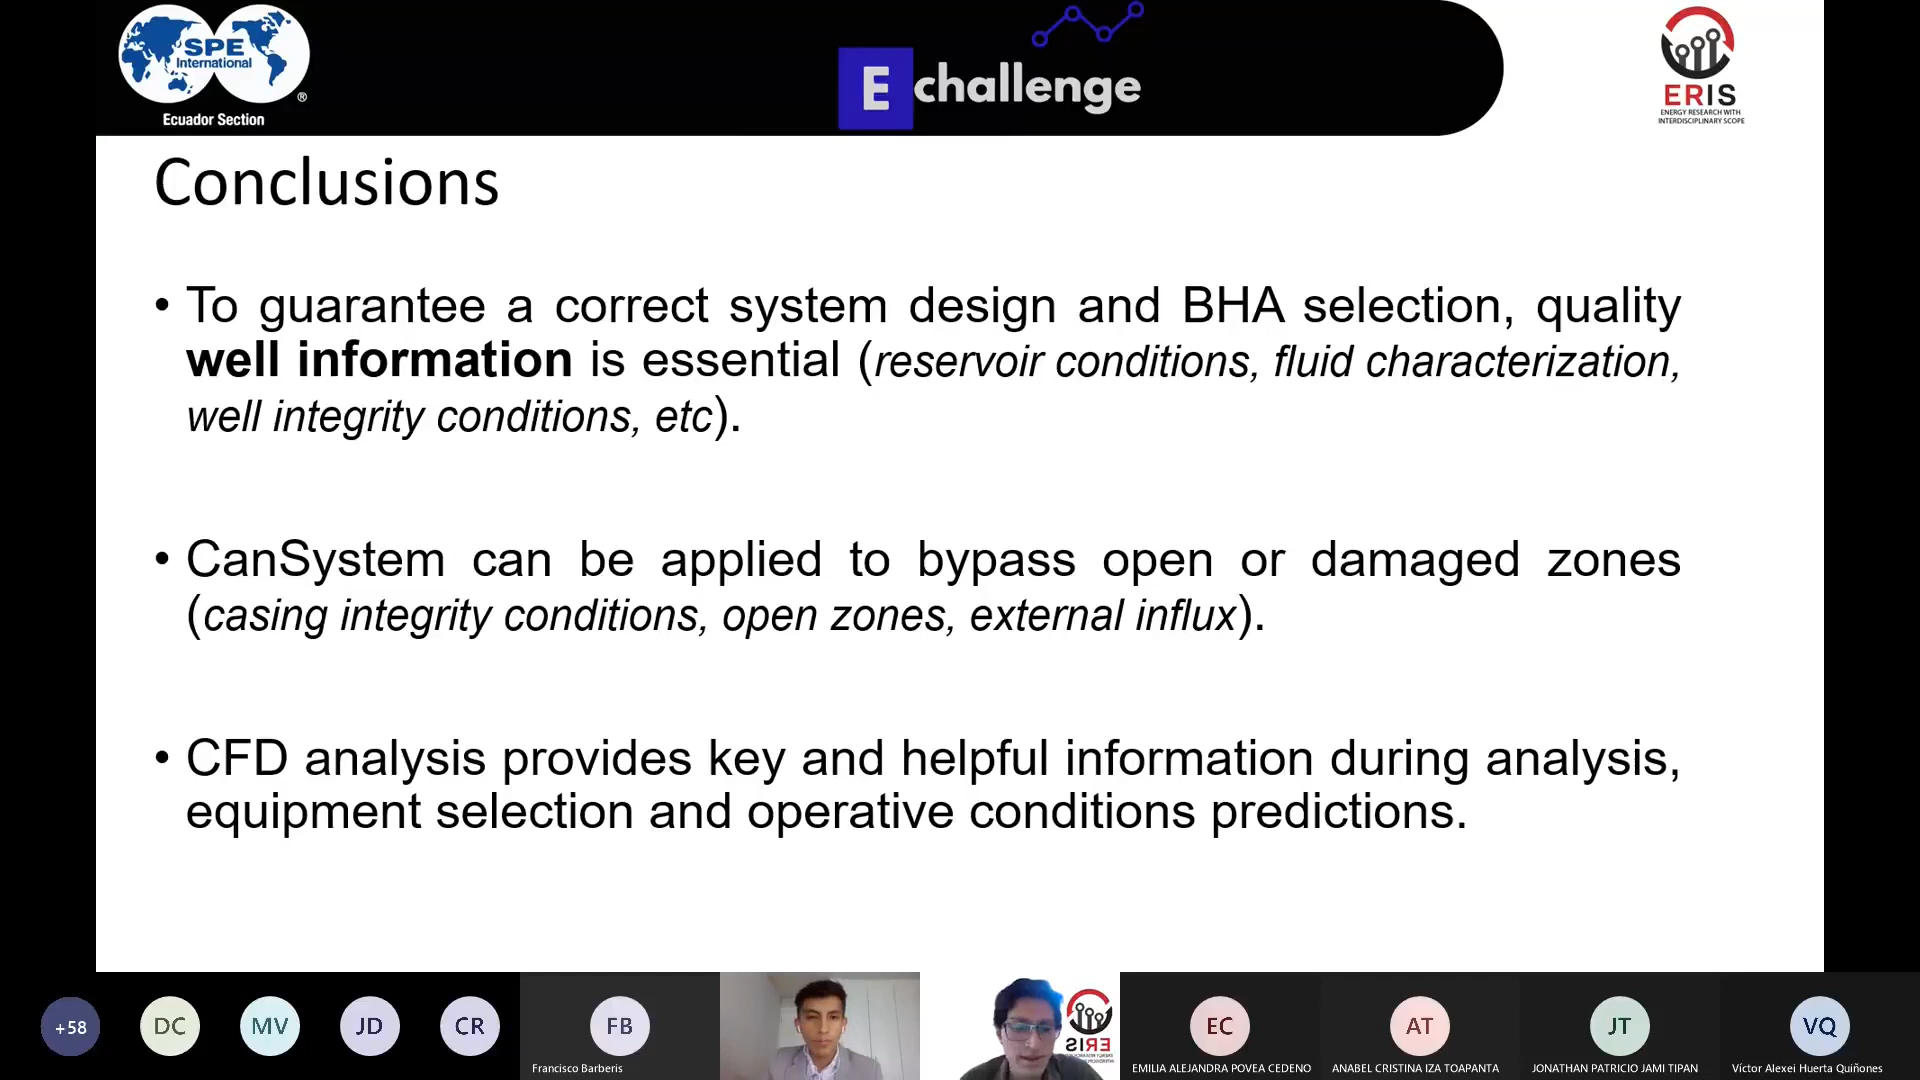 SPE
International
®
Ecuador Section
E challenge
ERIS
ENERGY RESEARCH WITH
INTERDISCIPLINARY SCOPE
Conclusions
• To guarantee a correct system design and BHA selection, quality
well information is essential (reservoir conditions, fluid characterization,
well integrity conditions, etc).
• CanSystem can be applied to bypass open or damaged zones
(casing integrity conditions, open zones, external influx).
• CFD analysis provides key and helpful information during analysis,
equipment selection and operative conditions predictions.
+58
DC
MV
JD
CR
FB
Francisco Barberis
ERIS
EC
EMILIA ALEJANDRA POVEA CEDENO
AT
ANABEL CRISTINA IZA TOAPANTA
JT
JONATHAN PATRICIO JAMI TIPAN
VQ
Víctor Alexei Huerta Quiñones